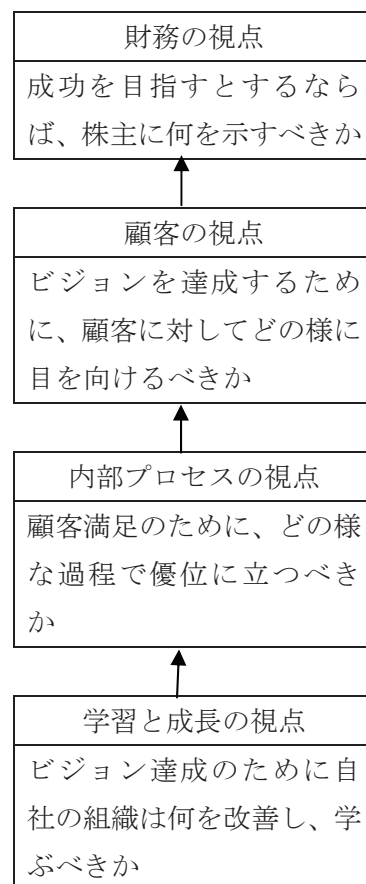 財務の視点
成功を目指すとするなら
ば、株主に何を示すべきか
顧客の視点
ビジョンを達成するため
に、顧客に対してどの様に
目を向けるべきか
内部プロセスの視点
顧客満足のために、どの様
な過程で優位に立つべき
か
学習と成長の視点
ビジョン達成のために自
社の組織は何を改善し、学
ぶべきか